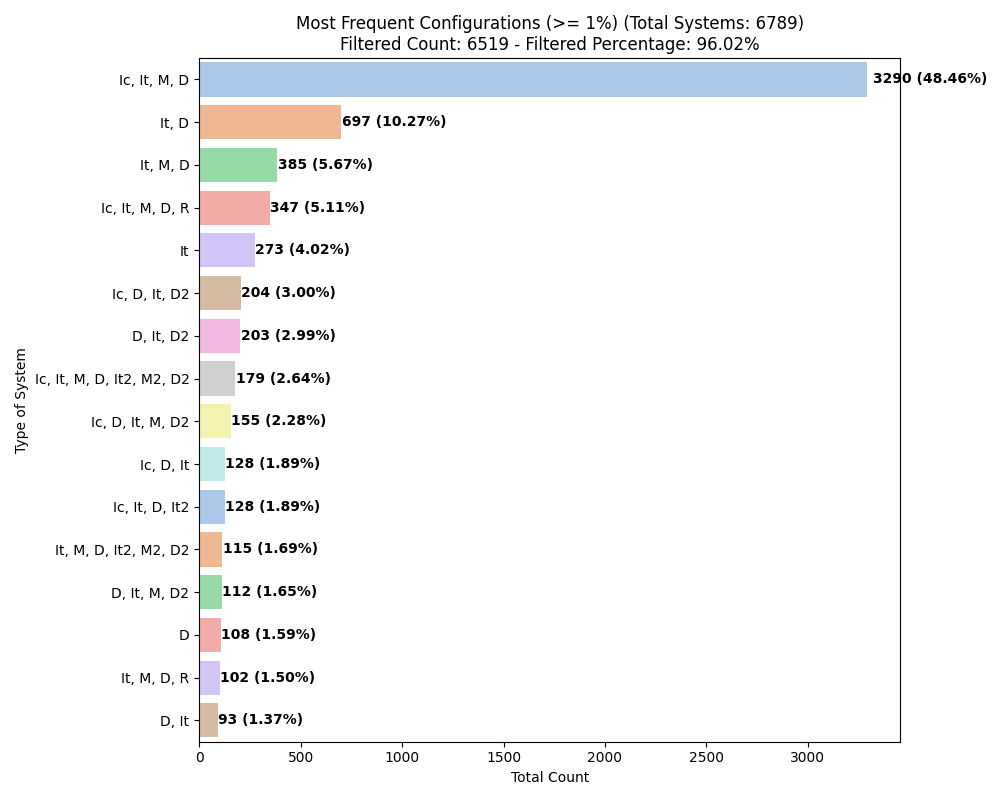 Most Frequent Configurations (>= 1%) (Total Systems: 6789)
Filtered Count: 6519 - Filtered Percentage: 96.02%
Ic, It, M, D 3290 (48.46%)
It, D 697 (10.27%)
It, M, D 385 (5.67%)
Ic, It, M, D, R 347 (5.11%)
It 273 (4.02%)
Ic, D, It, D2 204 (3.00%)
D, It, D2 203 (2.99%)
Ic, It, M, D, It2, M2, D2 179 (2.64%)
Ic, D, It, M, D2 155 (2.28%)
Ic, D, It 128 (1.89%)
Ic, It, D, It2 128 (1.89%)
It, M, D, It2, M2, D2 115 (1.69%)
D, It, M, D2 112 (1.65%)
D 108 (1.59%)
It, M, D, R 102 (1.50%)
D, It 93 (1.37%)
Type of System
0 500 1000 1500 2000 2500 3000
Total Count